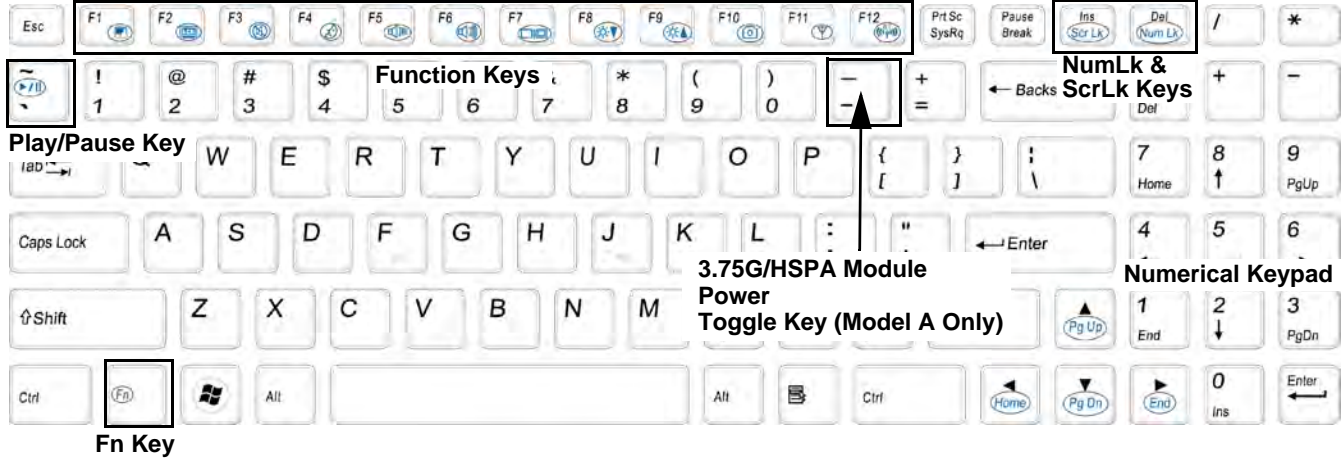 Esc F1 F2 F3 F4 F5 F6 F7 F8 F9 F10 F11 F12 Prt Sc SysRq Pause Break Ins Scr Lk Del Num Lk / *
~ ` ! 1 @ 2 # 3 $ 4 5 6 7 * 8 ( 9 ) 0 — - + = ← Backs Del + −
Function Keys
NumLk &
ScrLk Keys
Play/Pause Key
Tab W E R T Y U I O P { [ } ] ¦ \ 7 Home 8 ↑ 9 PgUp
Caps Lock A S D F G H J K L : " Enter 4 5 6
3.75G/HSPA Module
Power
Toggle Key (Model A Only)
Numerical Keypad
⇧Shift Z X C V B N M Pg Up 1 End 2 ↓ 3 PgDn
Ctrl Fn Alt Alt Ctrl Home Pg Dn End 0 Ins Enter
Fn Key